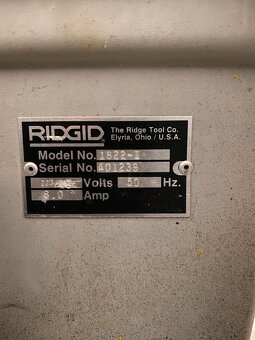 RIDGID The Ridge Tool Co.
Elyria, Ohio / U.S.A.
Model No. 1822-I
Serial No. 401239
Volts 50 Hz.
Amp